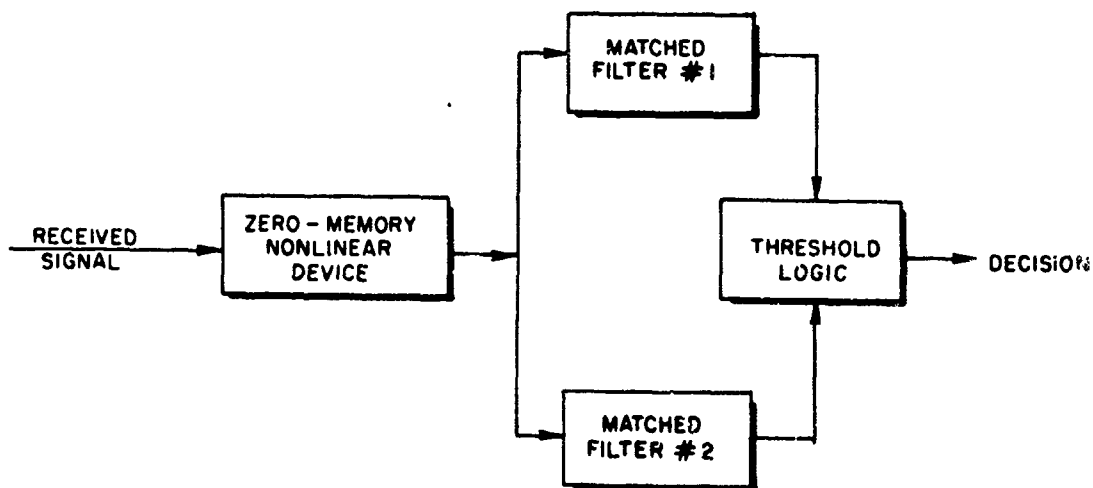 MATCHED
FILTER #1
RECEIVED
SIGNAL
ZERO-MEMORY
NONLINEAR
DEVICE
THRESHOLD
LOGIC
DECISION
MATCHED
FILTER #2